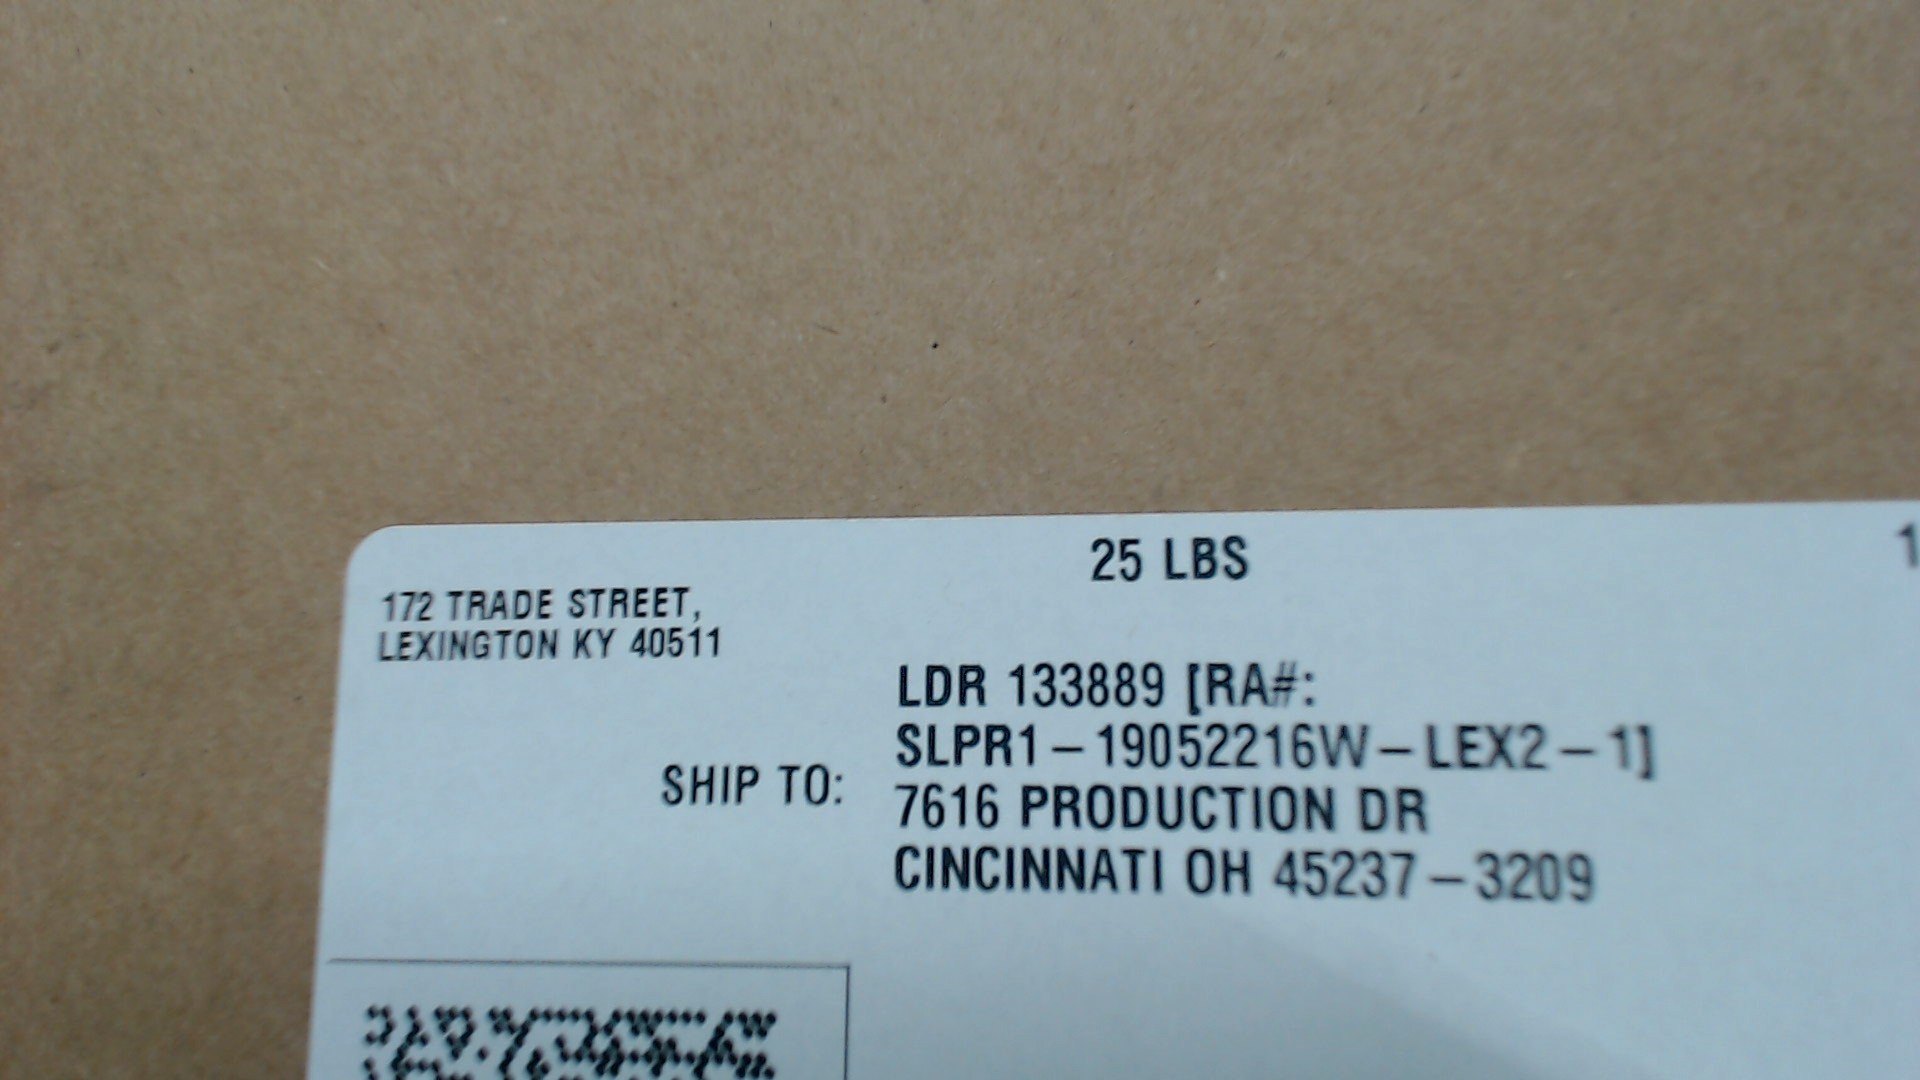 25 LBS
1
172 TRADE STREET,
LEXINGTON KY 40511
LDR 133889 [RA#:
SLPR1-19052216W-LEX2-1]
SHIP TO:
7616 PRODUCTION DR
CINCINNATI OH 45237-3209